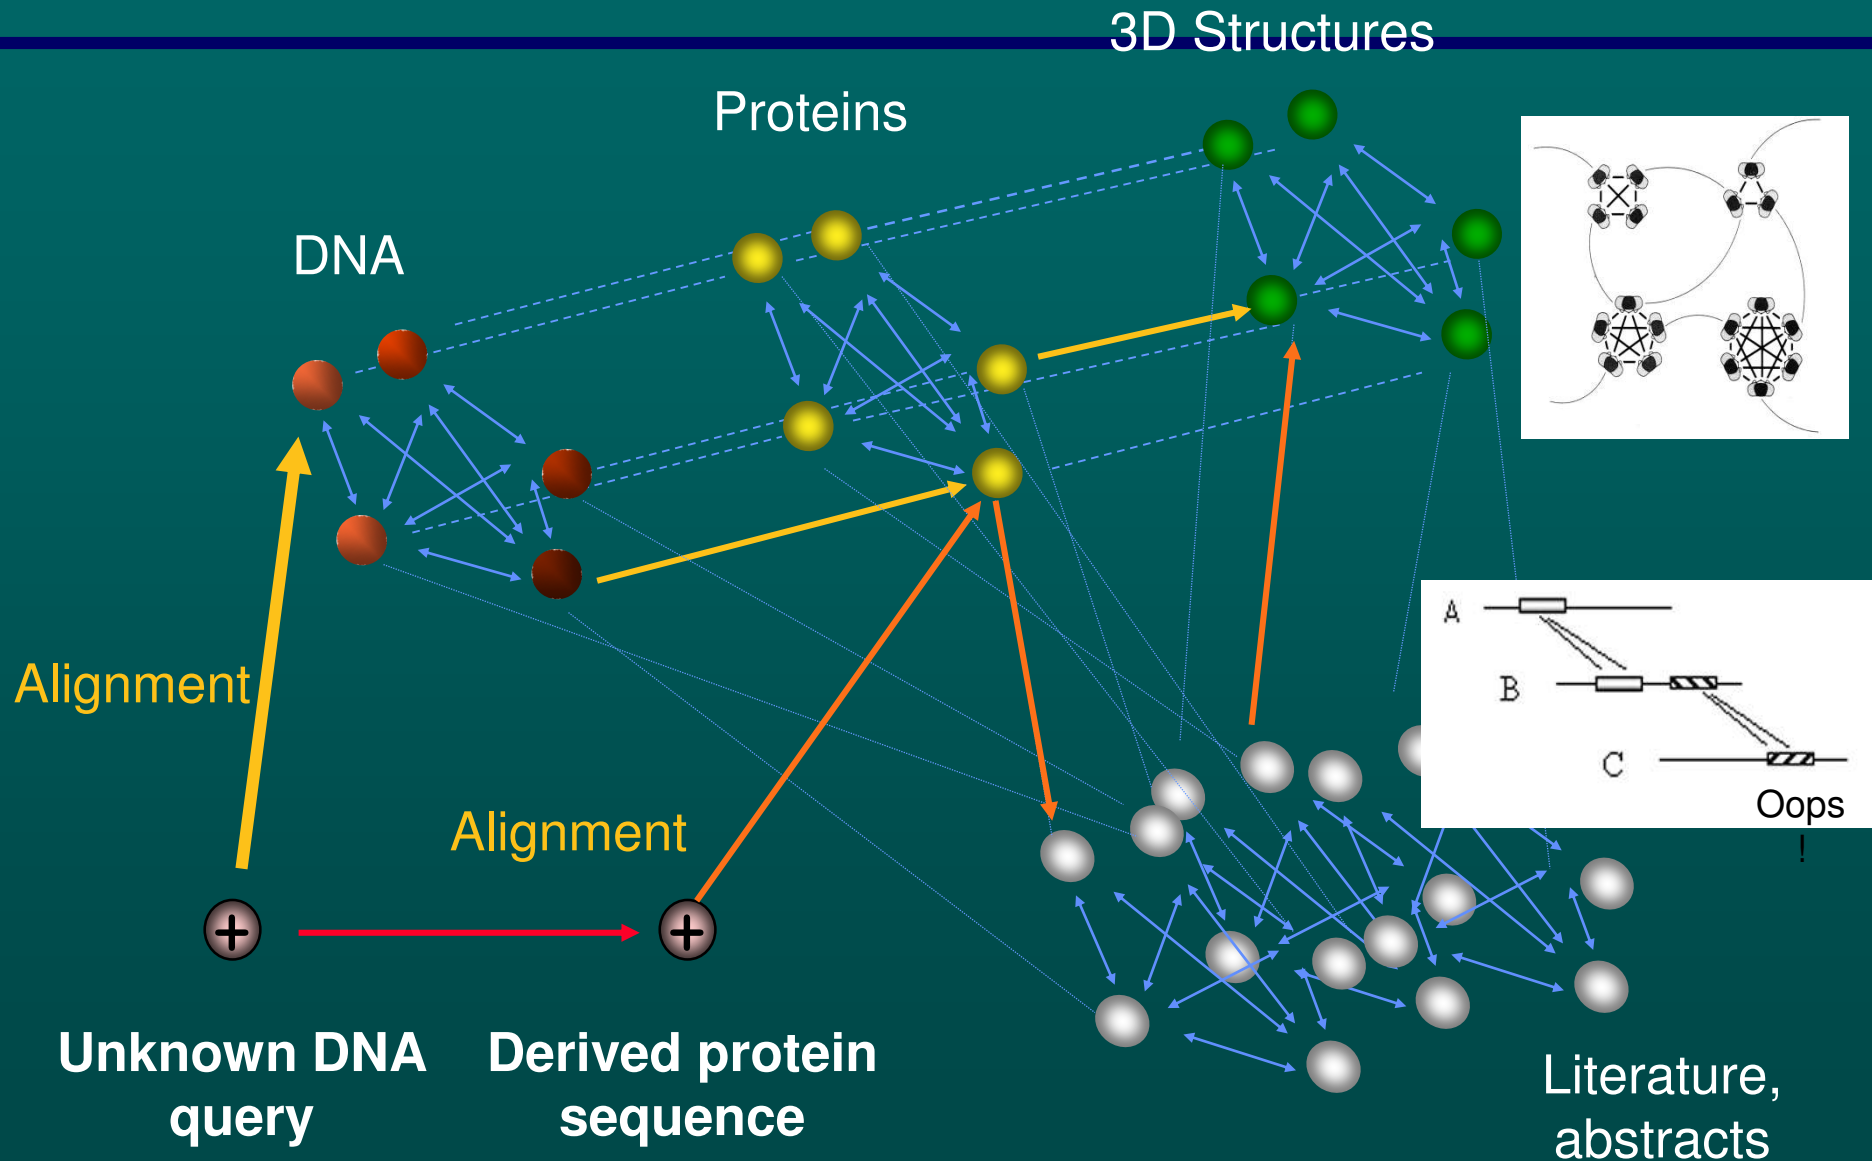 3D Structures
Proteins
DNA
A
B
C
Oops
!
Alignment
Alignment
+
+
Unknown DNA
query
Derived protein
sequence
Literature,
abstracts